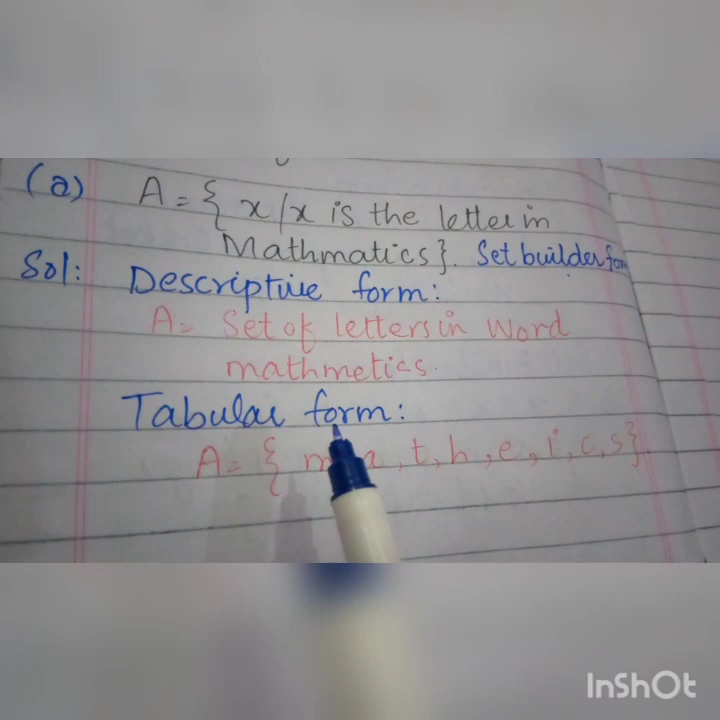 (a) A = { x/x is the letter in
Mathmatics}. Set builder form
Sol: Descriptive form:
A= Set of letters in word
mathmetics.
Tabular form:
A = { m, a, t, h, e, i, c, s}.
InShOt